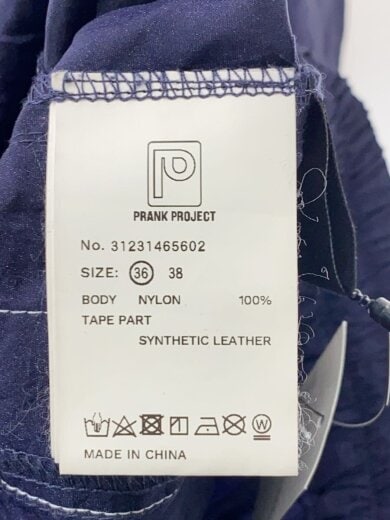 P
PRANK PROJECT
No. 31231465602
SIZE: 36 38
BODY NYLON 100%
TAPE PART
SYNTHETIC LEATHER
W
MADE IN CHINA